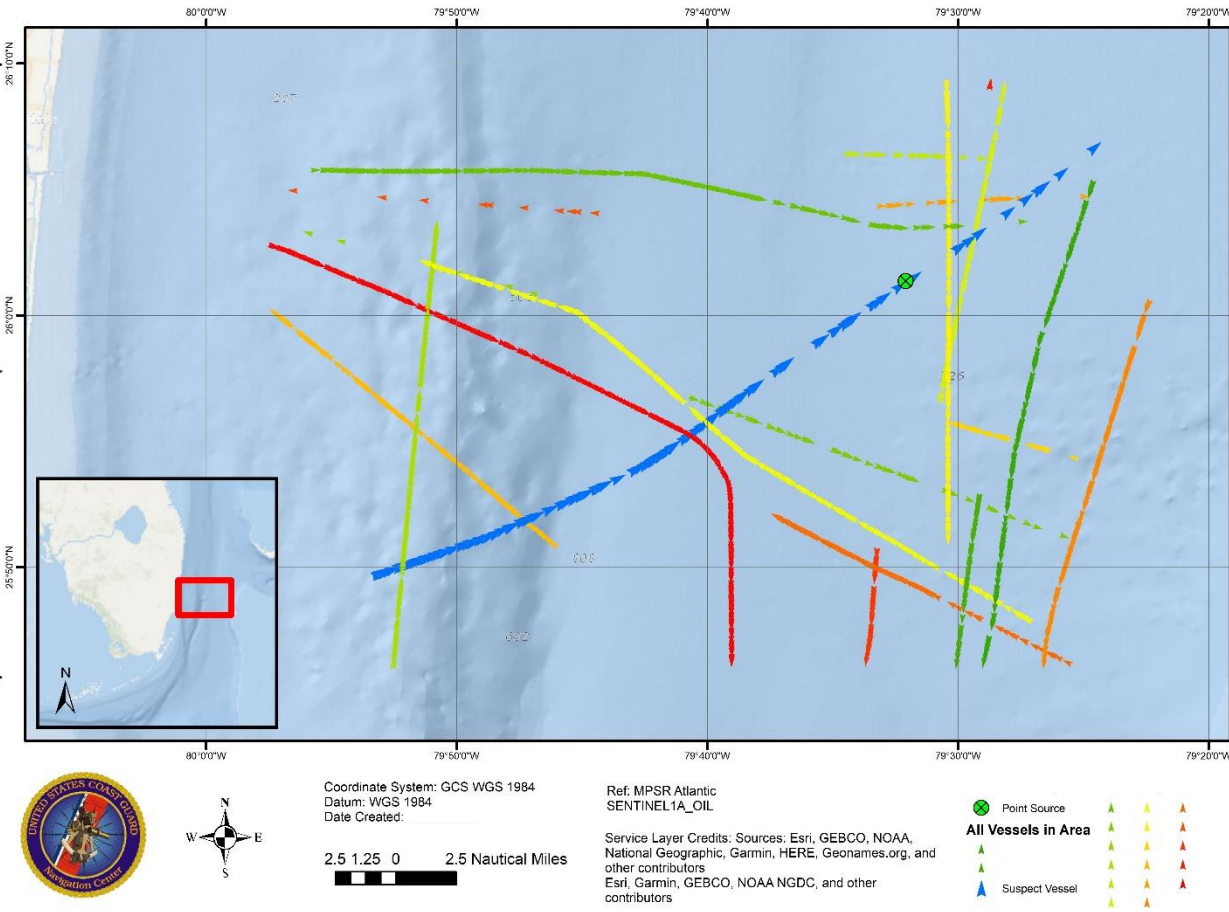 80°0'0"W 79°50'0"W 79°40'0"W 79°30'0"W 79°20'0"W
26°10'0"N
26°0'0"N
25°50'0"N
N
80°0'0"W 79°50'0"W 79°40'0"W 79°30'0"W 79°20'0"W
UNITED STATES COAST GUARD
Navigation Center
N
W E
S
Coordinate System: GCS WGS 1984
Datum: WGS 1984
Date Created:
2.5 1.25 0 2.5 Nautical Miles
Ref: MPSR Atlantic
SENTINEL1A_OIL
Service Layer Credits: Sources: Esri, GEBCO, NOAA,
National Geographic, Garmin, HERE, Geonames.org, and
other contributors
Esri, Garmin, GEBCO, NOAA NGDC, and other
contributors
Point Source
All Vessels in Area
Suspect Vessel